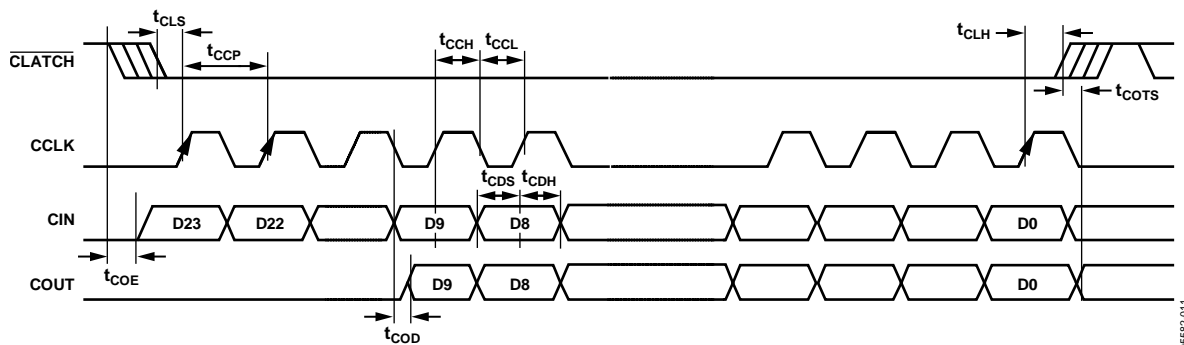 tCLS
tCCP
tCCH
tCCL
tCLH
CLATCH
tCOTS
CCLK
tCDS
tCDH
CIN
D23
D22
D9
D8
D0
tCOE
COUT
D9
D8
D0
tCOD